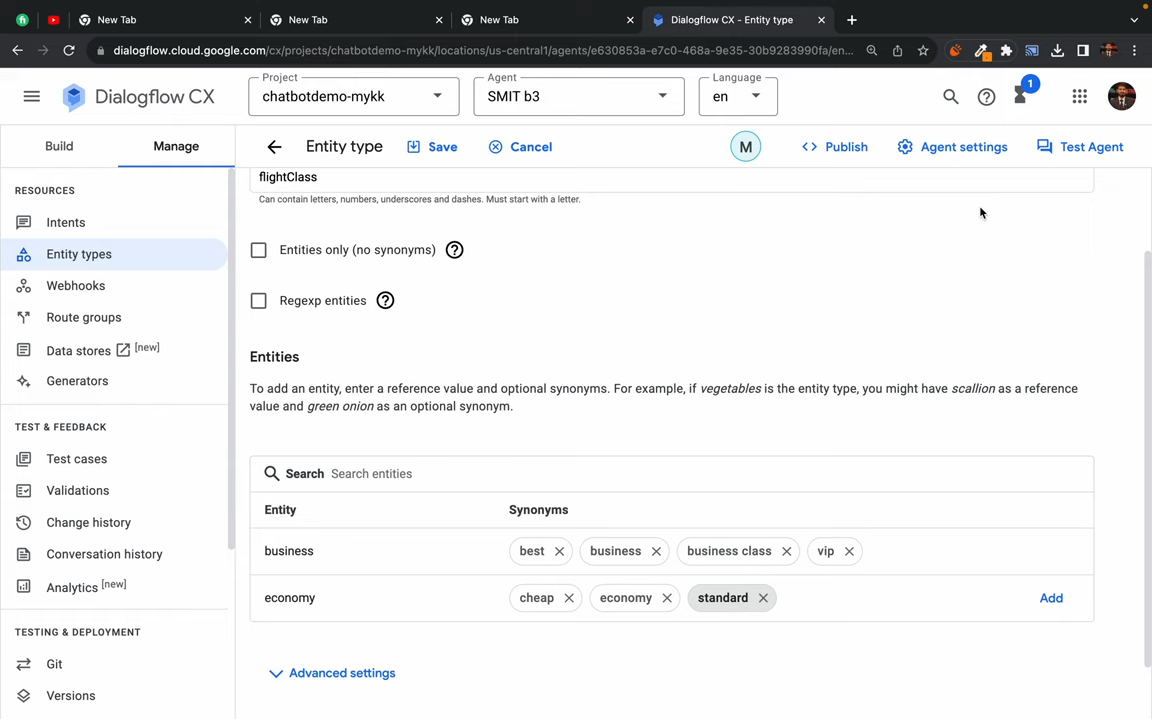 New Tab
New Tab
New Tab
Dialogflow CX - Entity type
dialogflow.cloud.google.com/cx/projects/chatbotdemo-mykk/locations/us-central1/agents/e630853a-e7c0-468a-9e35-30b9283990fa/en...
Dialogflow CX
Project
chatbotdemo-mykk
Agent
SMIT b3
Language
en
1
Build
Manage
Entity type
Save
Cancel
M
Publish
Agent settings
Test Agent
RESOURCES
Intents
Entity types
Webhooks
Route groups
Data stores [new]
Generators
TEST & FEEDBACK
Test cases
Validations
Change history
Conversation history
Analytics [new]
TESTING & DEPLOYMENT
Git
Versions
flightClass
Can contain letters, numbers, underscores and dashes. Must start with a letter.
Entities only (no synonyms)
Regexp entities
Entities
To add an entity, enter a reference value and optional synonyms. For example, if vegetables is the entity type, you might have scallion as a reference
value and green onion as an optional synonym.
Search Search entities
Entity Synonyms
business best business business class vip
economy cheap economy standard Add
Advanced settings